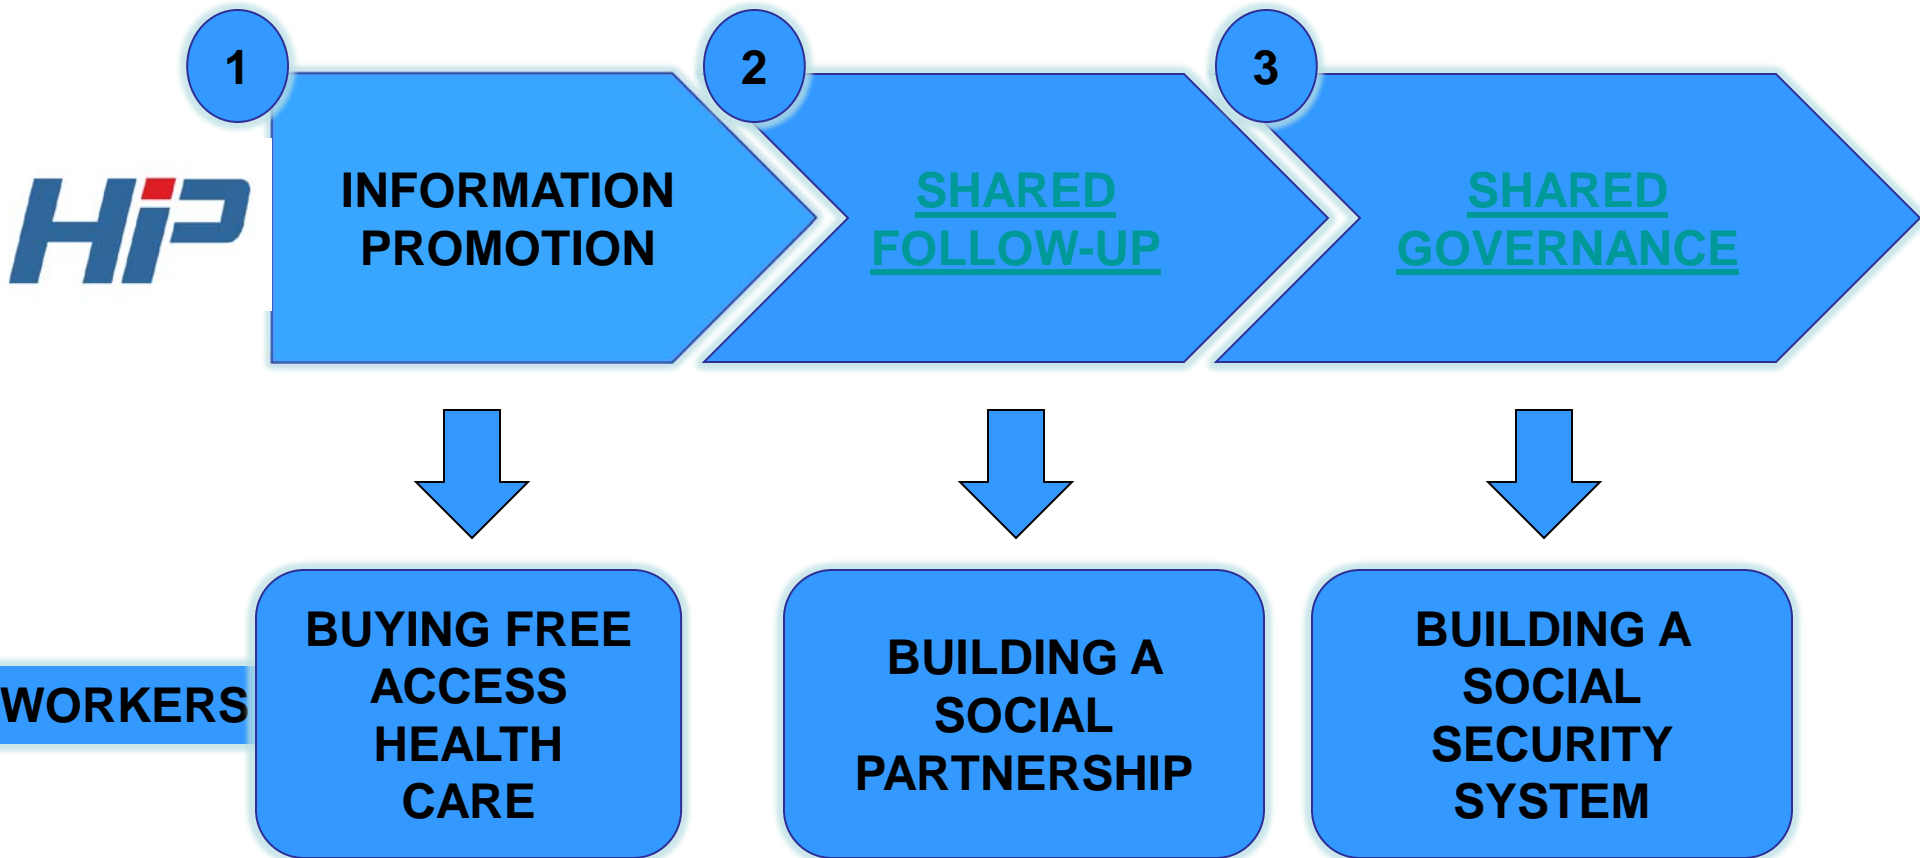 1
2
3
HiP
INFORMATION
PROMOTION
SHARED
FOLLOW-UP
SHARED
GOVERNANCE
WORKERS
BUYING FREE
ACCESS
HEALTH
CARE
BUILDING A
SOCIAL
PARTNERSHIP
BUILDING A
SOCIAL
SECURITY
SYSTEM